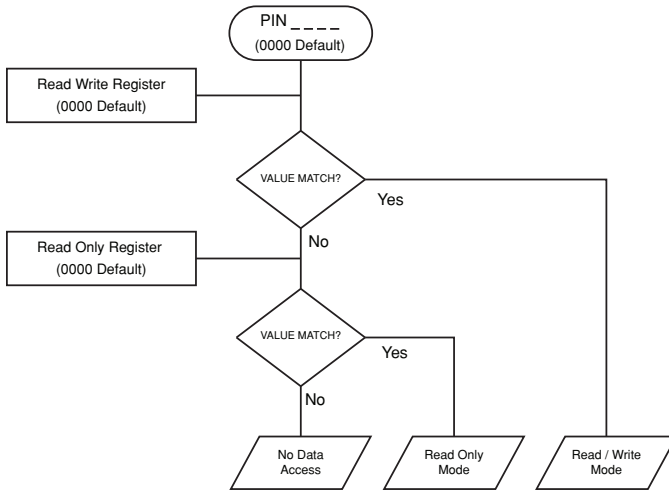 PIN _ _ _ _
(0000 Default)
Read Write Register
(0000 Default)
VALUE MATCH?
Yes
No
Read Only Register
(0000 Default)
VALUE MATCH?
Yes
No
No Data
Access
Read Only
Mode
Read / Write
Mode